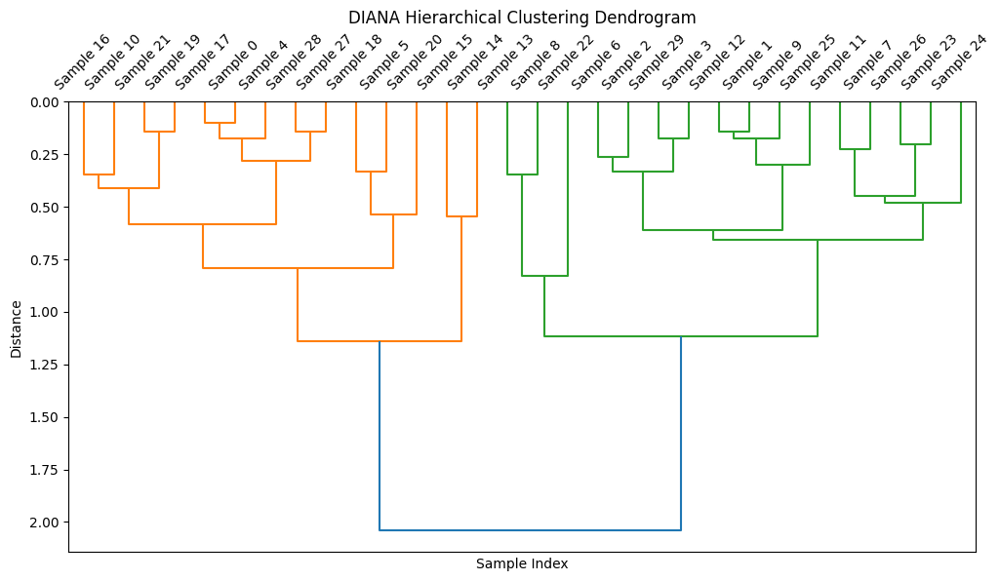 DIANA Hierarchical Clustering Dendrogram
Sample 16
Sample 10
Sample 21
Sample 19
Sample 17
Sample 0
Sample 4
Sample 28
Sample 27
Sample 18
Sample 5
Sample 20
Sample 15
Sample 14
Sample 13
Sample 8
Sample 22
Sample 6
Sample 2
Sample 29
Sample 3
Sample 12
Sample 1
Sample 9
Sample 25
Sample 11
Sample 7
Sample 26
Sample 23
Sample 24
0.00
0.25
0.50
0.75
1.00
1.25
1.50
1.75
2.00
Distance
Sample Index